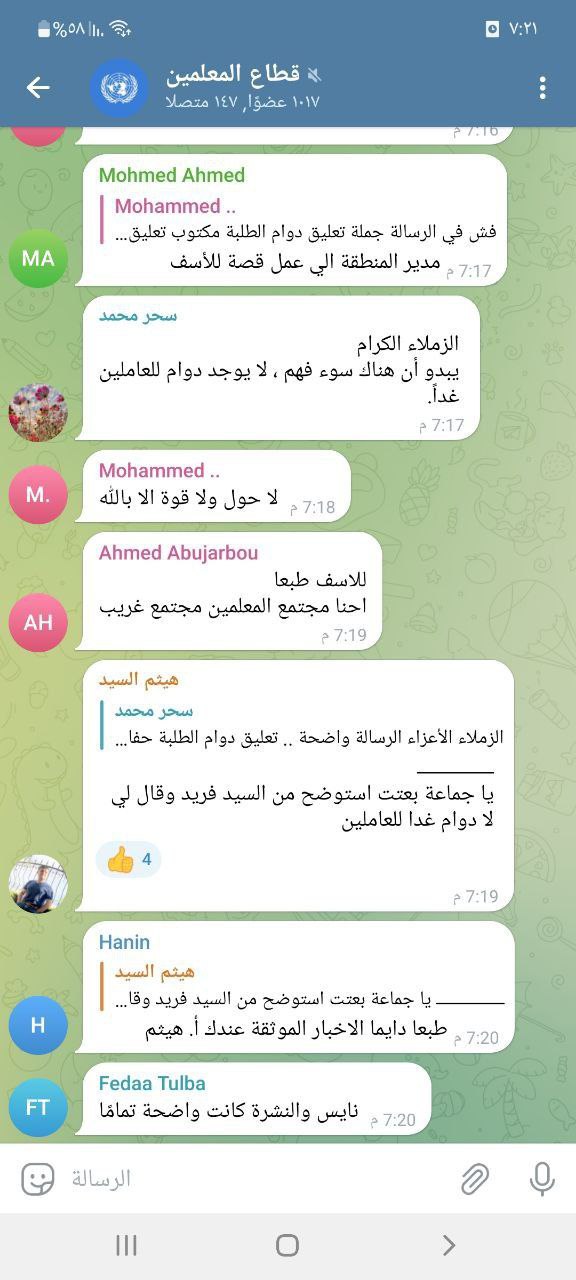 ٥٨%
٧:٢١
قطاع المعلمين
١٠١٧ عضوًا, ١٤٧ متصلا
7:16 م
Mohmed Ahmed
Mohammed ..
فش في الرسالة جملة تعليق دوام الطلبة مكتوب تعليق...
مدير المنطقة الي عمل قصة للأسف
7:17 م
MA
سحر محمد
الزملاء الكرام
يبدو أن هناك سوء فهم ، لا يوجد دوام للعاملين
غداً.
7:17 م
Mohammed ..
لا حول ولا قوة الا بالله
7:18 م
M.
Ahmed Abujarbou
للاسف طبعا
احنا مجتمع المعلمين مجتمع غريب
7:19 م
AH
هيثم السيد
سحر محمد
الزملاء الأعزاء الرسالة واضحة .. تعليق دوام الطلبة حفا...
ـــــــــــــــ
يا جماعة بعتت استوضح من السيد فريد وقال لي
لا دوام غدا للعاملين
👍 4
7:19 م
Hanin
هيثم السيد
ـــــــــــــــ يا جماعة بعتت استوضح من السيد فريد وقا...
طبعا دايما الاخبار الموثقة عندك أ. هيثم
7:20 م
H
Fedaa Tulba
نايس والنشرة كانت واضحة تمامًا
7:20 م
FT
الرسالة